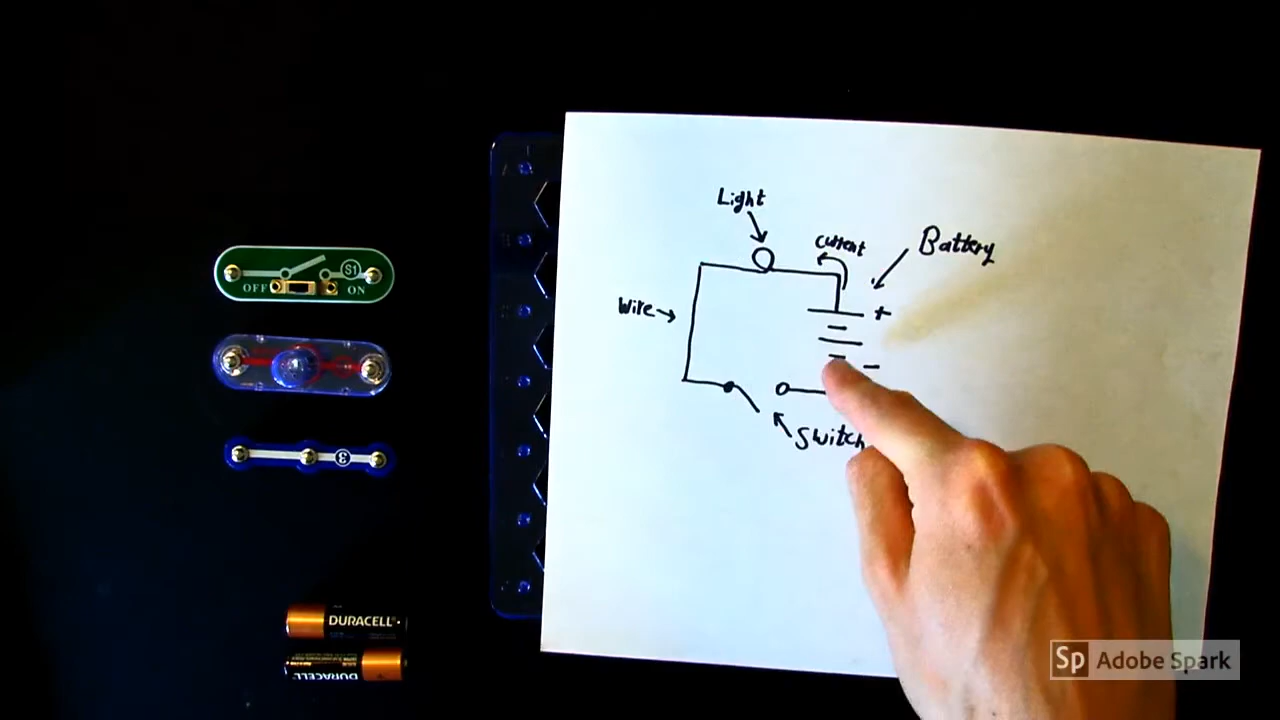 S1
OFF
ON
3
DURACELL
DURACELL
Light
Current
Battery
Wire
+
-
Switch
Sp Adobe Spark